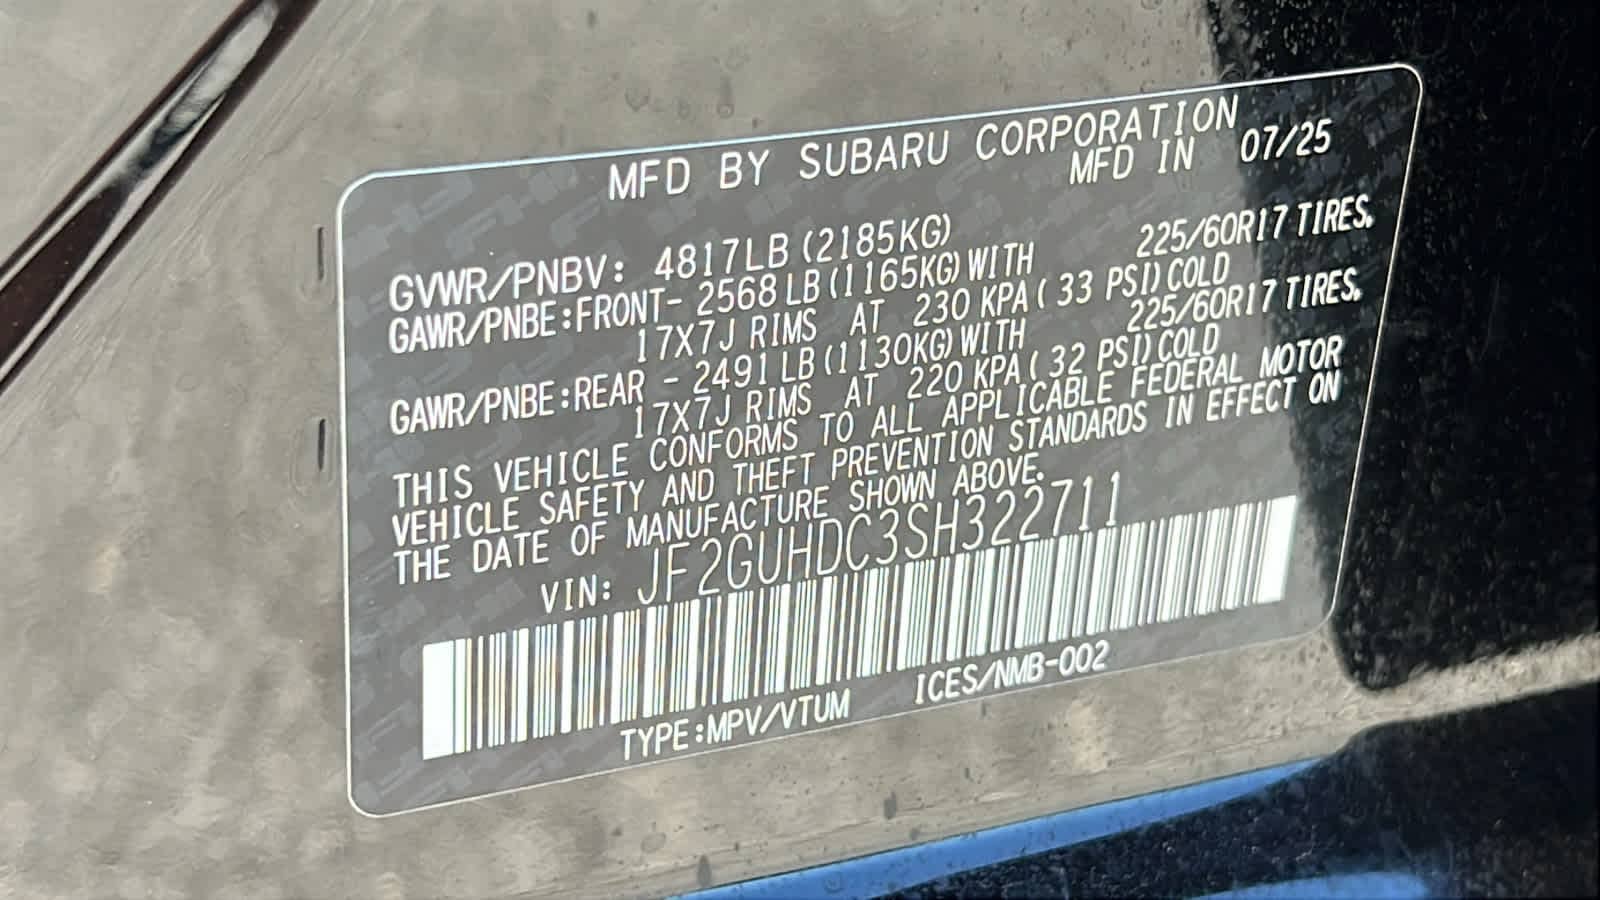 MFD BY SUBARU CORPORATION
MFD IN 07/25
GVWR/PNBV: 4817LB (2185KG)
GAWR/PNBE:FRONT- 2568 LB (1165KG) WITH 225/60R17 TIRES,
17X7J RIMS AT 230 KPA ( 33 PSI) COLD
GAWR/PNBE:REAR - 2491 LB (1130KG) WITH 225/60R17 TIRES,
17X7J RIMS AT 220 KPA ( 32 PSI) COLD
THIS VEHICLE CONFORMS TO ALL APPLICABLE FEDERAL MOTOR
VEHICLE SAFETY AND THEFT PREVENTION STANDARDS IN EFFECT ON
THE DATE OF MANUFACTURE SHOWN ABOVE.
VIN: JF2GUHDC3SH322711
TYPE:MPV/VTUM ICES/NMB-002